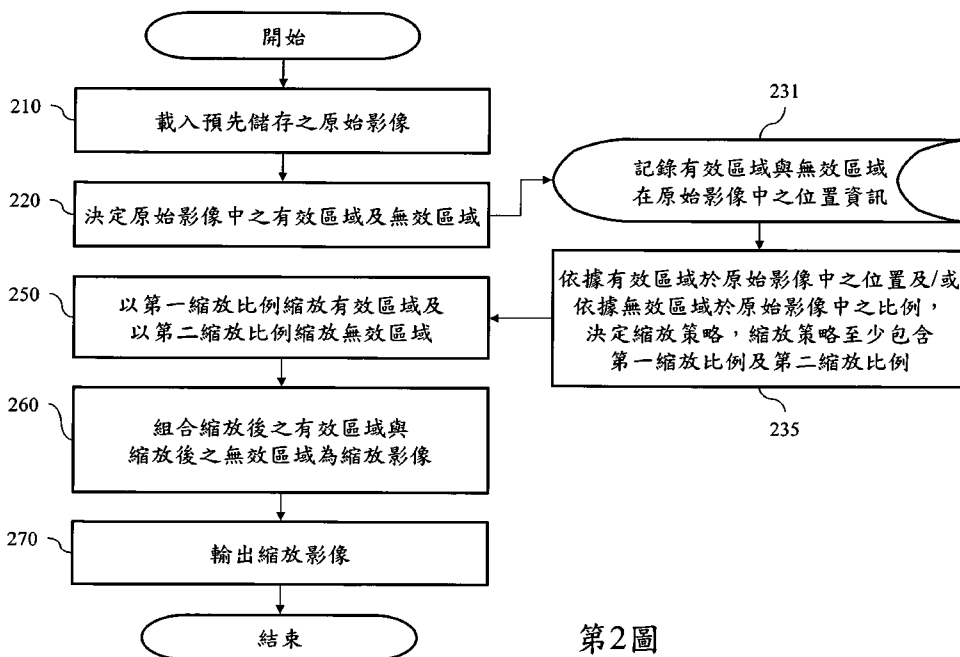 開始
210
載入預先儲存之原始影像
220
決定原始影像中之有效區域及無效區域
231
記錄有效區域與無效區域
在原始影像中之位置資訊
依據有效區域於原始影像中之位置及/或
依據無效區域於原始影像中之比例，
決定縮放策略，縮放策略至少包含
第一縮放比例及第二縮放比例
235
250
以第一縮放比例縮放有效區域及
以第二縮放比例縮放無效區域
260
組合縮放後之有效區域與
縮放後之無效區域為縮放影像
270
輸出縮放影像
結束
第2圖